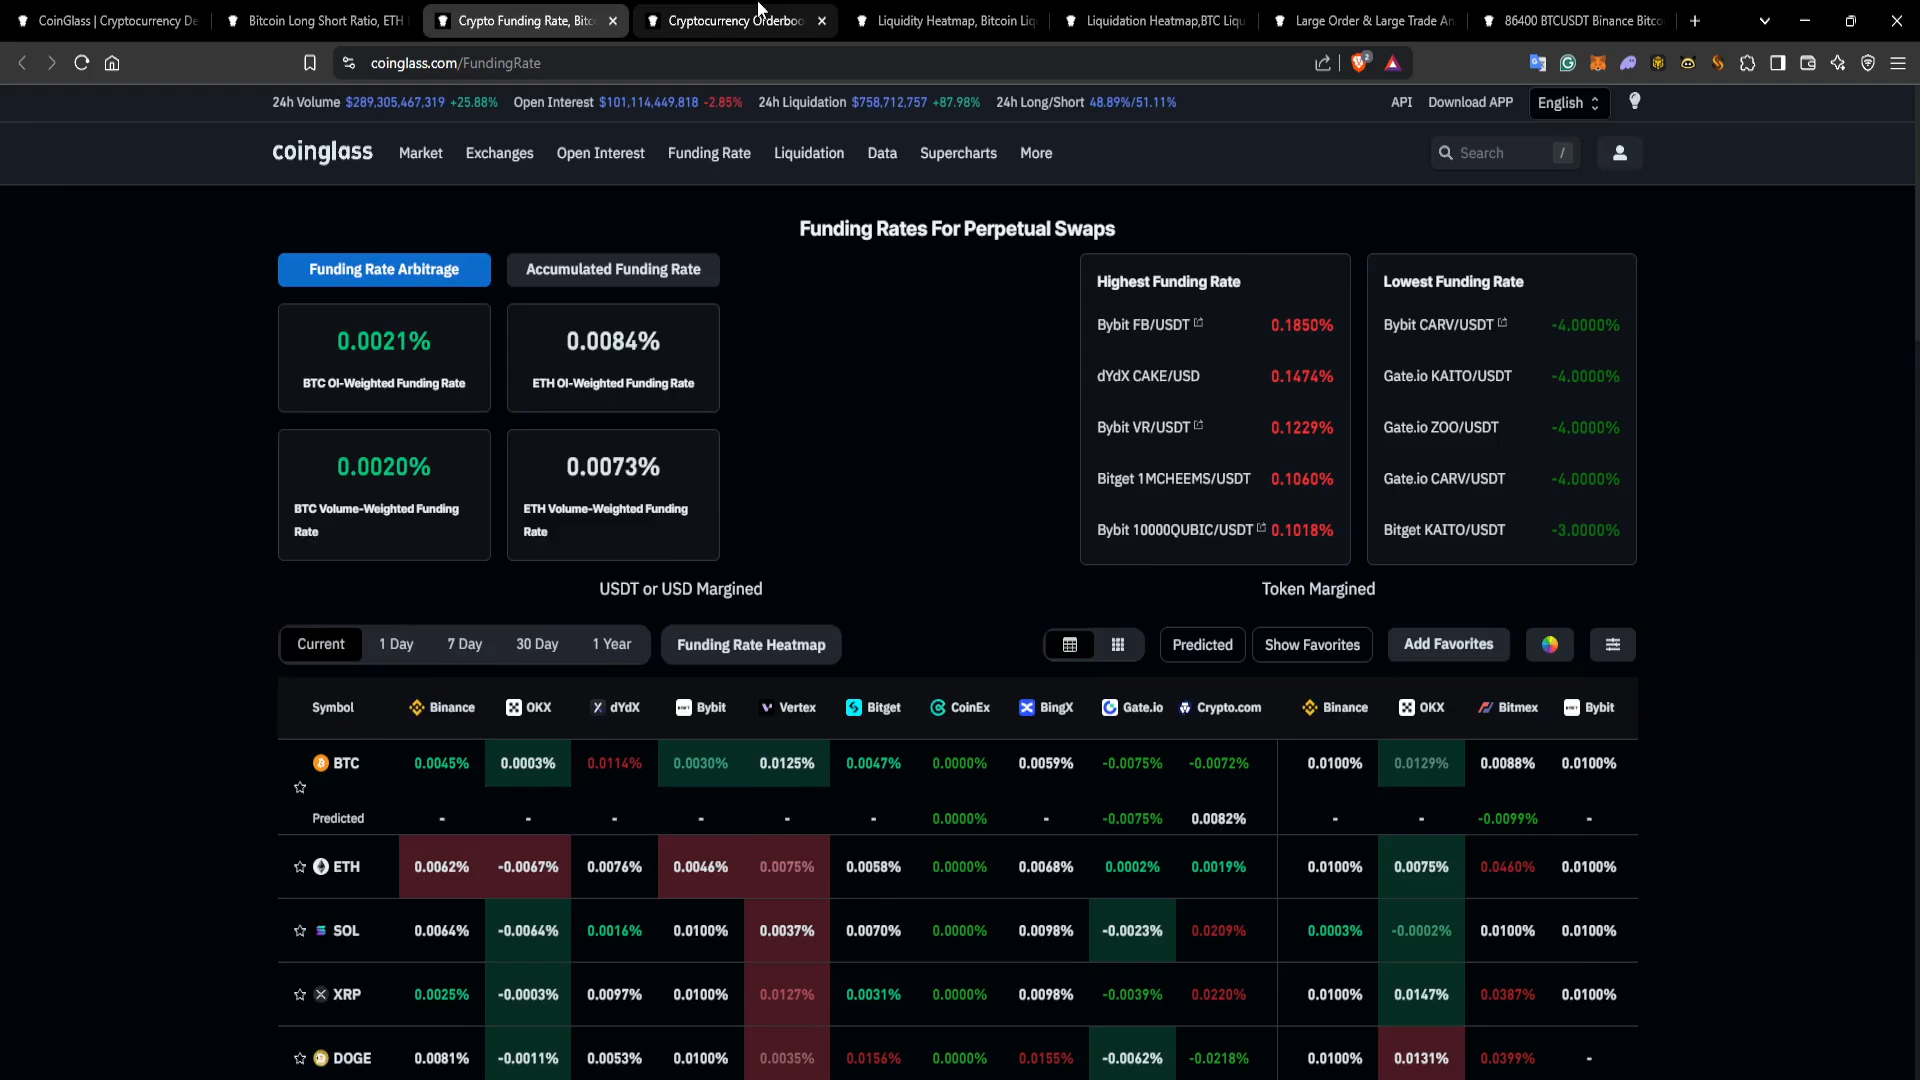 CoinGlass | Cryptocurrency De
Bitcoin Long Short Ratio, ETH
Crypto Funding Rate, Bitc
Cryptocurrency Orderboo
Liquidity Heatmap, Bitcoin Liq
Liquidation Heatmap,BTC Liqu
Large Order & Large Trade An
86400 BTCUSDT Binance Bitco
coinglass.com/FundingRate
2
24h Volume $289,305,467,319 +25.88% Open Interest $101,114,449,818 -2.85% 24h Liquidation $758,712,757 +87.98% 24h Long/Short 48.89%/51.11%
API Download APP English
coinglass Market Exchanges Open Interest Funding Rate Liquidation Data Supercharts More
Search /
Funding Rates For Perpetual Swaps
Funding Rate Arbitrage Accumulated Funding Rate
0.0021%
BTC OI-Weighted Funding Rate
0.0084%
ETH OI-Weighted Funding Rate
0.0020%
BTC Volume-Weighted Funding
Rate
0.0073%
ETH Volume-Weighted Funding
Rate
Highest Funding Rate
Bybit FB/USDT 0.1850%
dYdX CAKE/USD 0.1474%
Bybit VR/USDT 0.1229%
Bitget 1MCHEEMS/USDT 0.1060%
Bybit 10000QUBIC/USDT 0.1018%
Lowest Funding Rate
Bybit CARV/USDT -4.0000%
Gate.io KAITO/USDT -4.0000%
Gate.io ZOO/USDT -4.0000%
Gate.io CARV/USDT -4.0000%
Bitget KAITO/USDT -3.0000%
USDT or USD Margined Token Margined
Current 1 Day 7 Day 30 Day 1 Year Funding Rate Heatmap Predicted Show Favorites Add Favorites
Symbol Binance OKX dYdX Bybit Vertex Bitget CoinEx BingX Gate.io Crypto.com Binance OKX Bitmex Bybit
BTC 0.0045% 0.0003% 0.0114% 0.0030% 0.0125% 0.0047% 0.0000% 0.0059% -0.0075% -0.0072% 0.0100% 0.0129% 0.0088% 0.0100%
Predicted - - - - - - 0.0000% - -0.0075% 0.0082% - - -0.0099% -
ETH 0.0062% -0.0067% 0.0076% 0.0046% 0.0075% 0.0058% 0.0000% 0.0068% 0.0002% 0.0019% 0.0100% 0.0075% 0.0460% 0.0100%
SOL 0.0064% -0.0064% 0.0016% 0.0100% 0.0037% 0.0070% 0.0000% 0.0098% -0.0023% 0.0209% 0.0003% -0.0002% 0.0100% 0.0100%
XRP 0.0025% -0.0003% 0.0097% 0.0100% 0.0127% 0.0031% 0.0000% 0.0098% -0.0039% 0.0220% 0.0100% 0.0147% 0.0387% 0.0100%
DOGE 0.0081% -0.0011% 0.0053% 0.0100% 0.0035% 0.0156% 0.0000% 0.0155% -0.0062% -0.0218% 0.0100% 0.0131% 0.0399% -